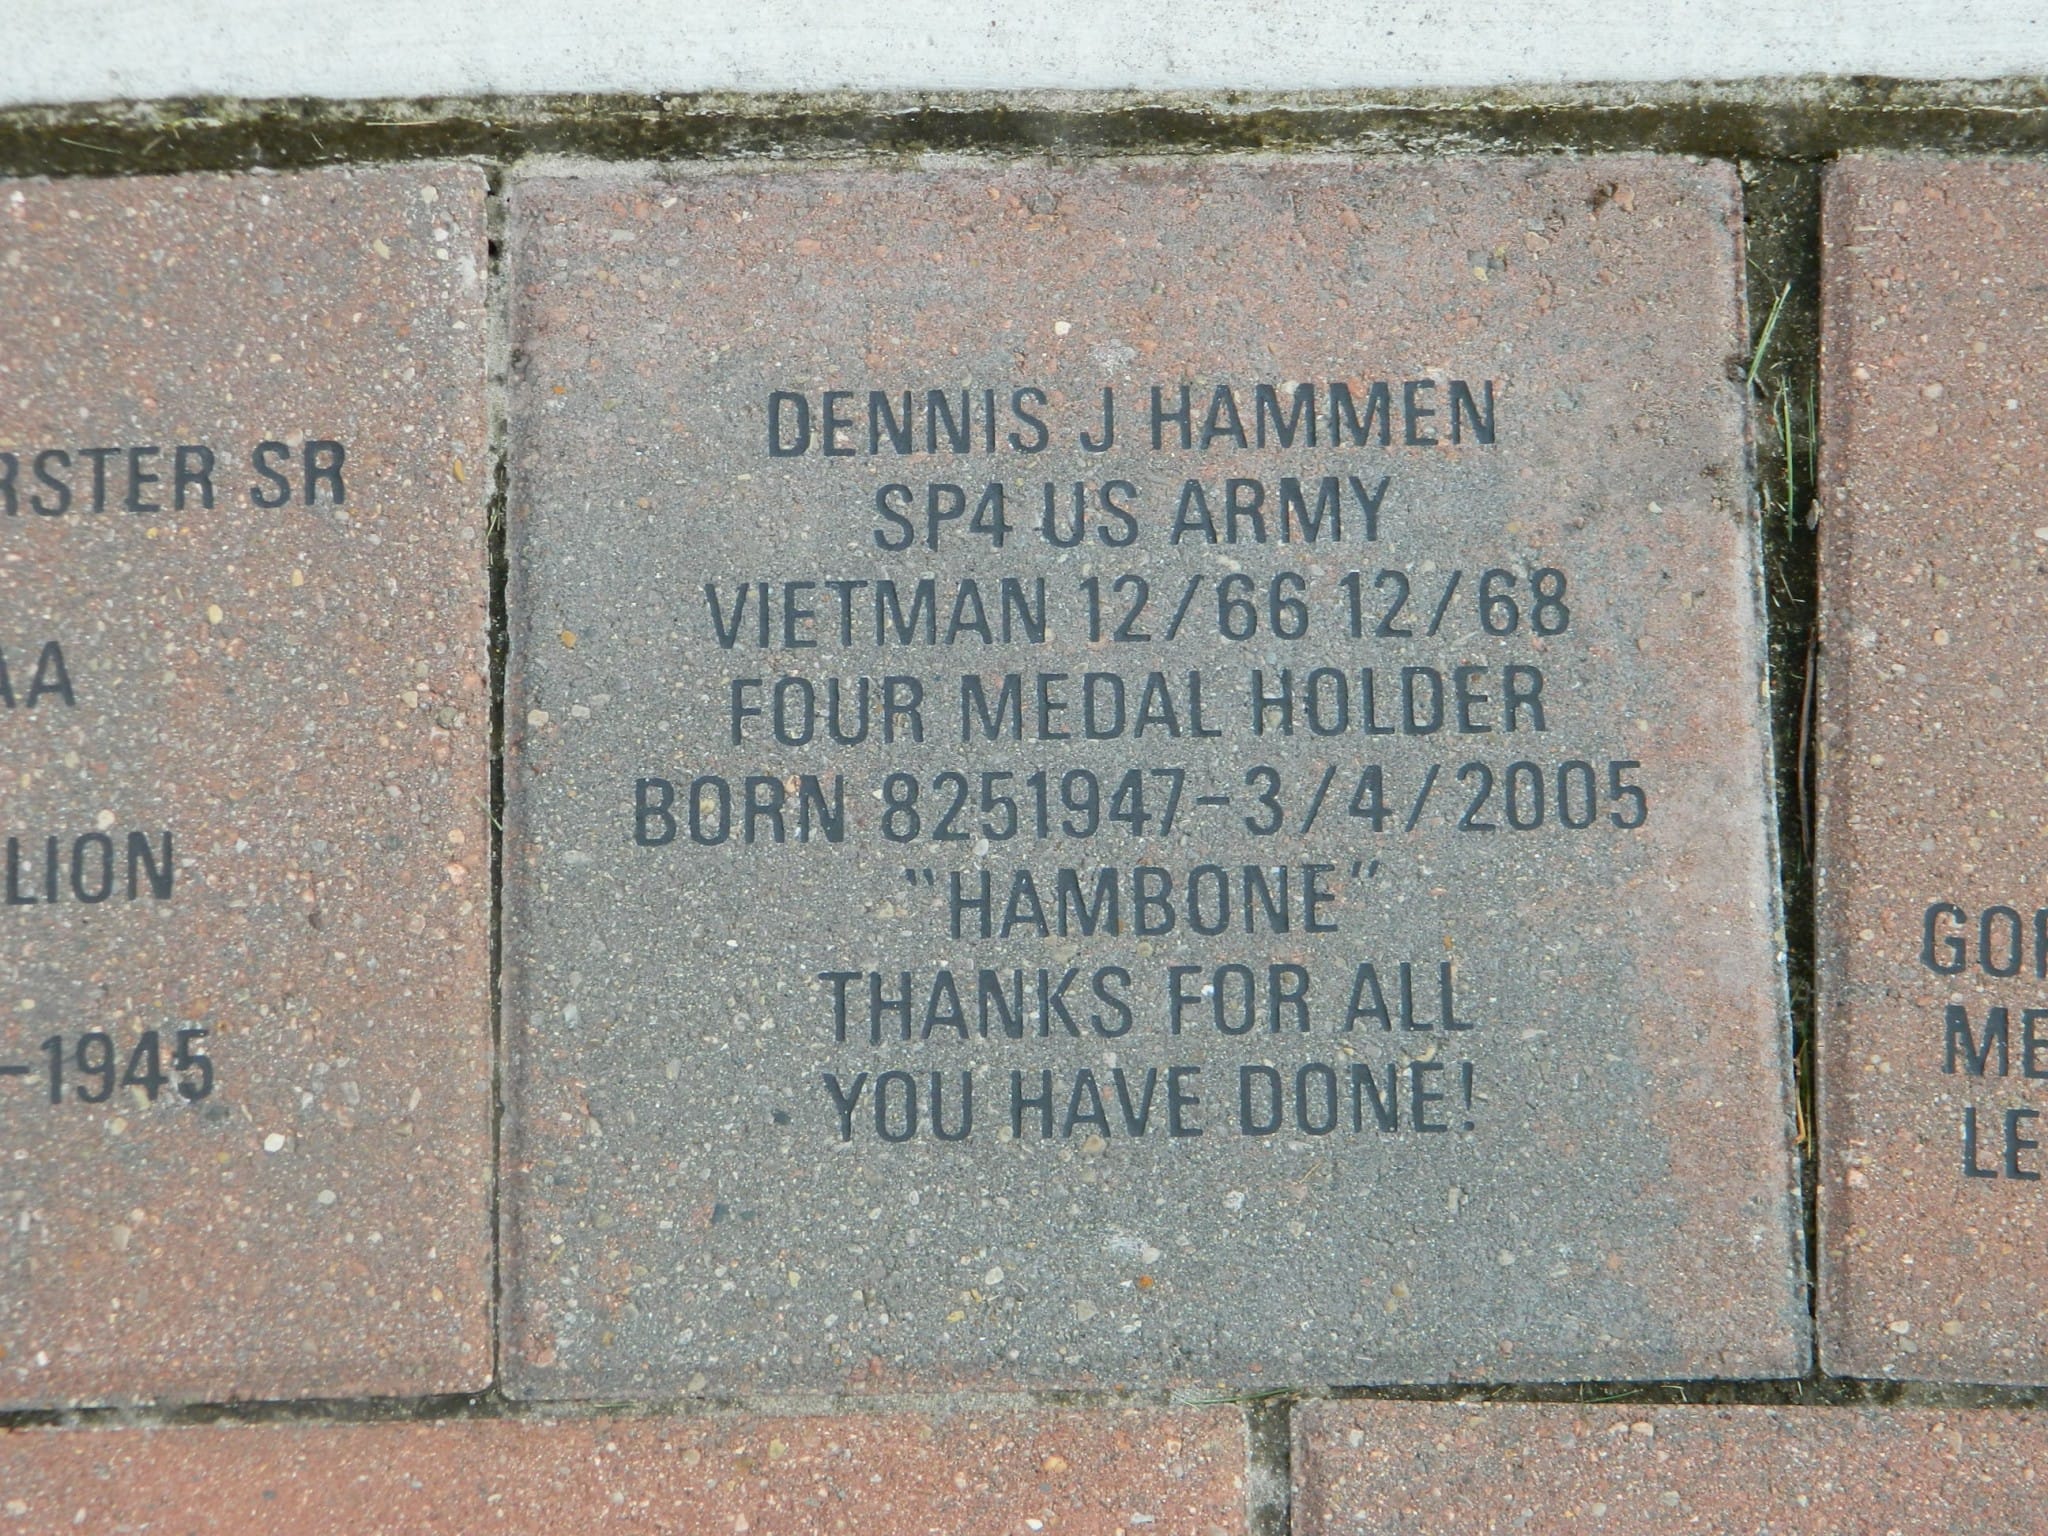 DENNIS J HAMMEN
SP4 US ARMY
VIETMAN 12/66 12/68
FOUR MEDAL HOLDER
BORN 8251947-3/4/2005
"HAMBONE"
THANKS FOR ALL
YOU HAVE DONE!
SR
-1945